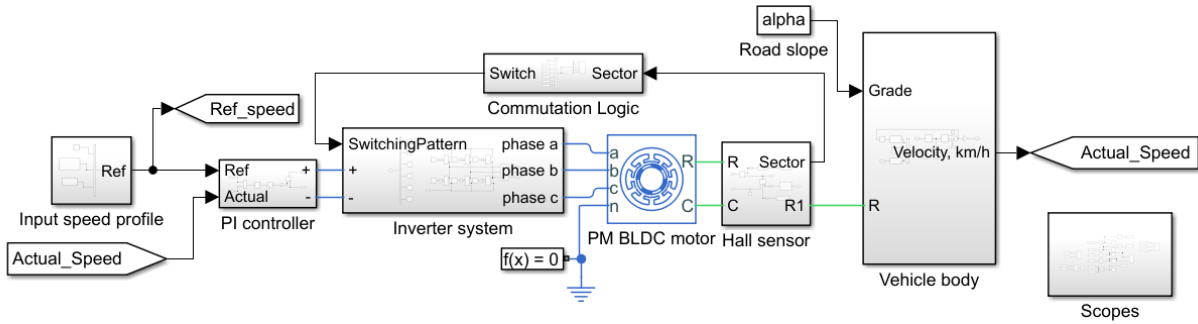 alpha
Road slope
Switch
Sector
Commutation Logic
Ref_speed
Grade
SwitchingPattern
phase a
phase b
phase c
+
-
Inverter system
Ref
Input speed profile
Ref
Actual
+
-
PI controller
a
b
c
n
R
C
PM BLDC motor
R
C
Sector
R1
Hall sensor
Velocity, km/h
R
Vehicle body
Actual_Speed
Actual_Speed
f(x) = 0
Scopes